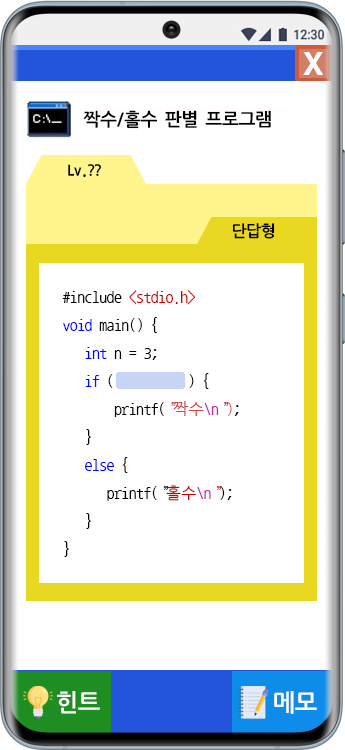 12:30
X
C:\_
짝수/홀수 판별 프로그램
Lv.??
단답형
#include <stdio.h>
void main() {
int n = 3;
if ( ) {
printf( "짝수\n ");
}
else {
printf( "홀수\n ");
}
}
힌트
메모